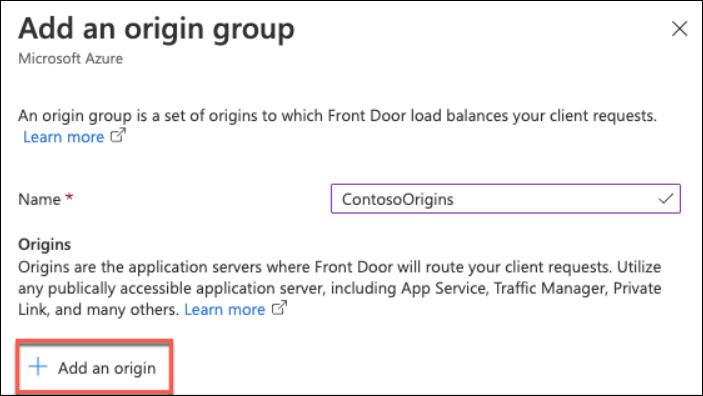 Add an origin group
Microsoft Azure
An origin group is a set of origins to which Front Door load balances your client requests.
Learn more
Name * ContosoOrigins
Origins
Origins are the application servers where Front Door will route your client requests. Utilize
any publically accessible application server, including App Service, Traffic Manager, Private
Link, and many others. Learn more
+ Add an origin